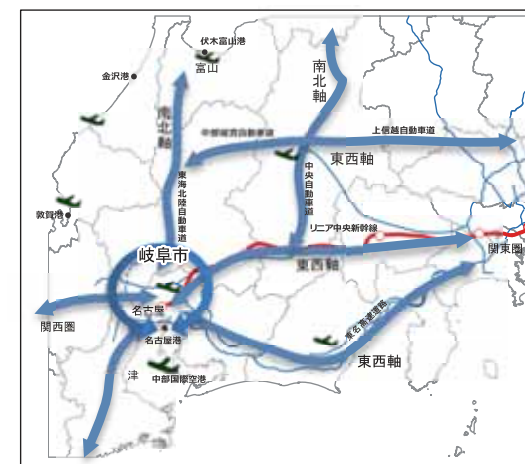 伏木富山港
富山
金沢港
南北軸
南北軸
上信越自動車道
中部縦貫自動車道
東西軸
中央自動車道
東海北陸自動車道
敦賀港
リニア中央新幹線
関東圏
岐阜市
東西軸
名古屋
関西圏
名古屋港
東名高速道路
東西軸
津
中部国際空港